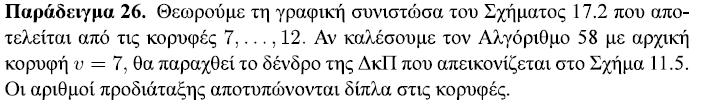 Παράδειγμα 26. Θεωρούμε τη γραφική συνιστώσα του Σχήματος 17.2 που απο-
τελείται από τις κορυφές 7, . . . , 12. Αν καλέσουμε τον Αλγόριθμο 58 με αρχική
κορυφή υ = 7, θα παραχθεί το δένδρο της ΔκΠ που απεικονίζεται στο Σχήμα 11.5.
Οι αριθμοί προδιάταξης αποτυπώνονται δίπλα στις κορυφές.